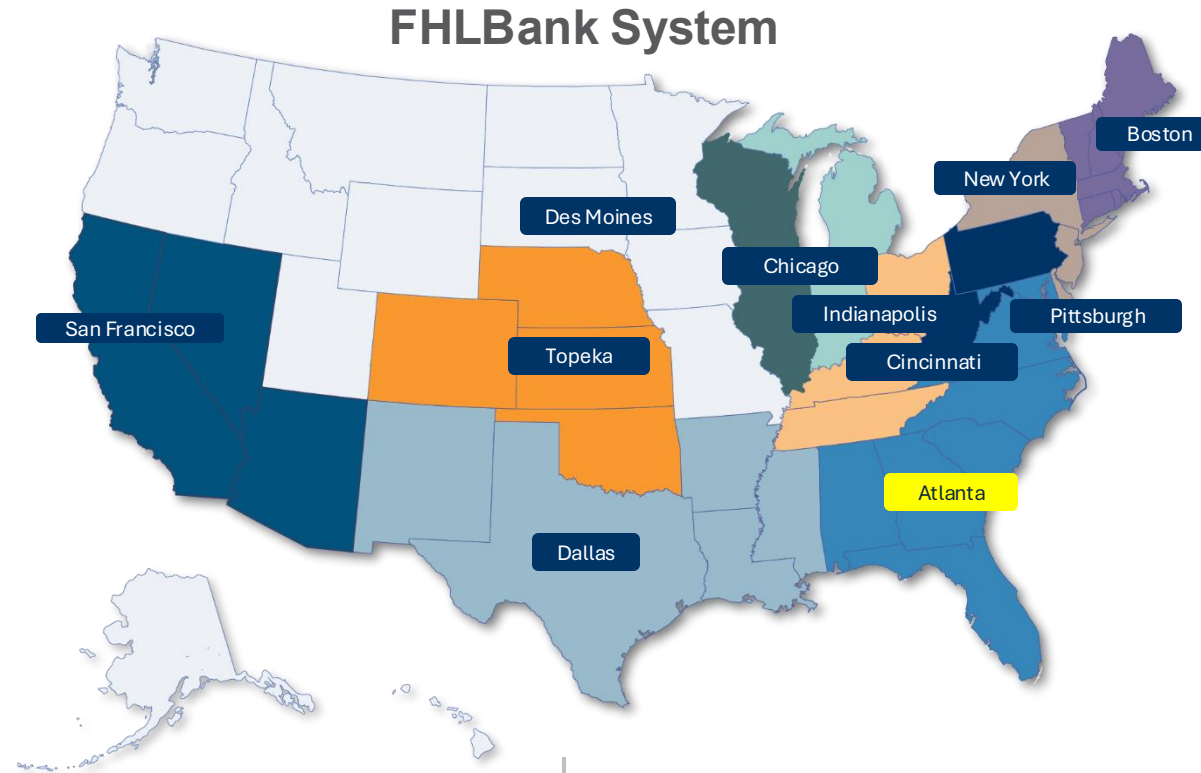 FHLBank System
Boston
New York
Des Moines
Chicago
Indianapolis
Pittsburgh
San Francisco
Topeka
Cincinnati
Atlanta
Dallas